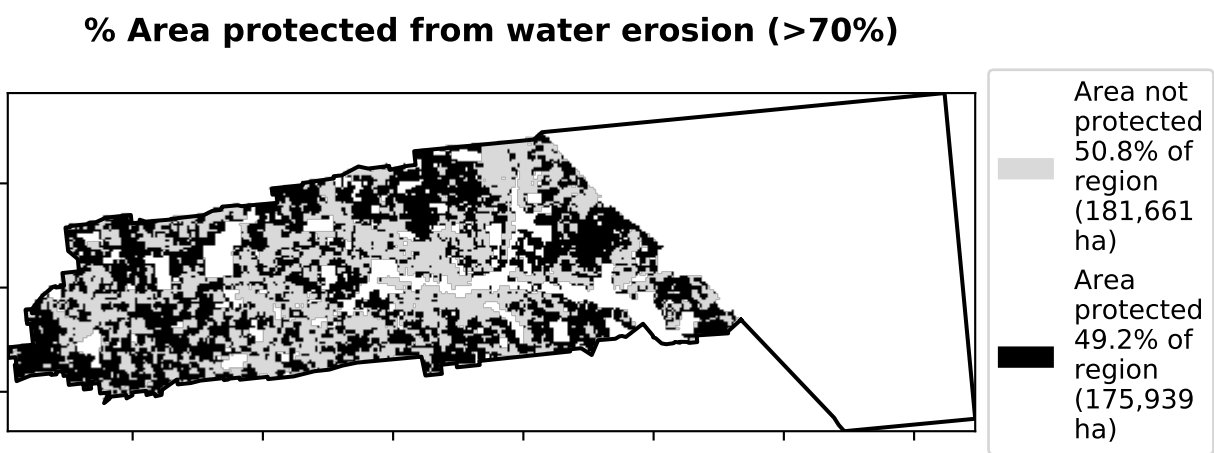 % Area protected from water erosion (>70%)
Area not
protected
50.8% of
region
(181,661
ha)
Area
protected
49.2% of
region
(175,939
ha)